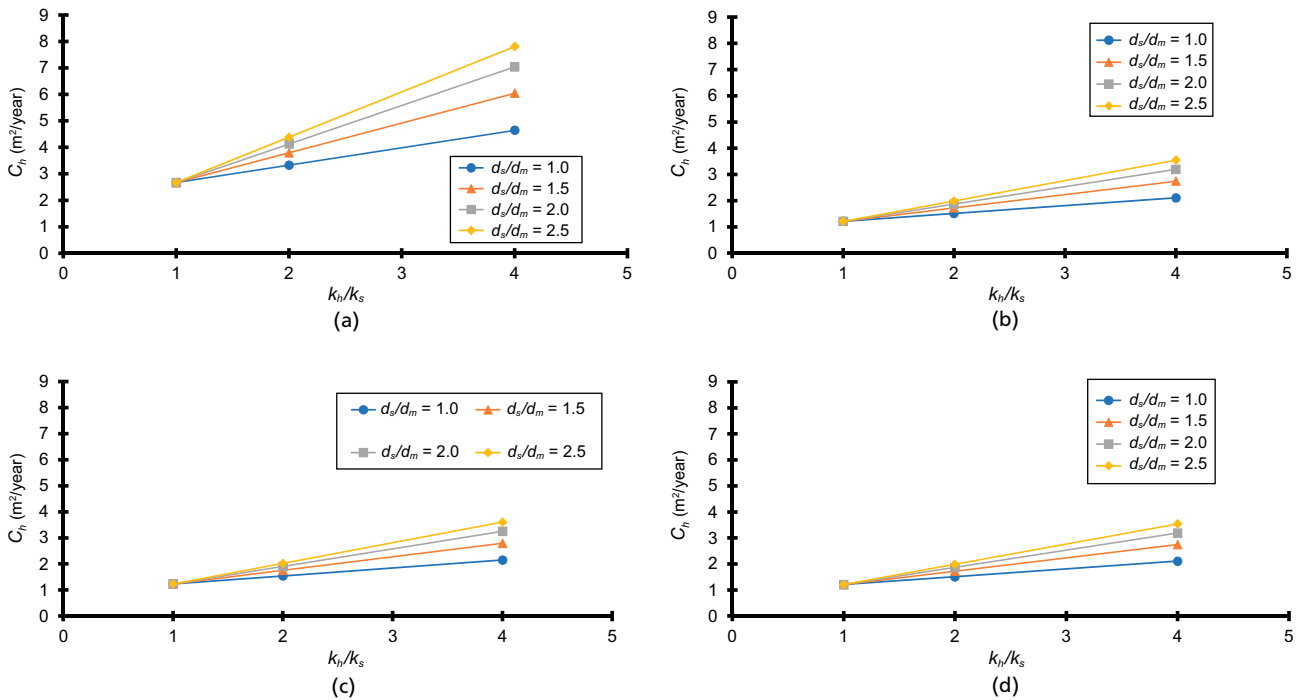 9
8
7
6
5
4
3
2
1
0
C_h (m²/year)
0 1 2 3 4 5
k_h/k_s
d_s/d_m = 1.0
d_s/d_m = 1.5
d_s/d_m = 2.0
d_s/d_m = 2.5
(a)
9
8
7
6
5
4
3
2
1
0
C_h (m²/year)
0 1 2 3 4 5
k_h/k_s
d_s/d_m = 1.0
d_s/d_m = 1.5
d_s/d_m = 2.0
d_s/d_m = 2.5
(b)
9
8
7
6
5
4
3
2
1
0
C_h (m²/year)
0 1 2 3 4 5
k_h/k_s
d_s/d_m = 1.0 d_s/d_m = 1.5
d_s/d_m = 2.0 d_s/d_m = 2.5
(c)
9
8
7
6
5
4
3
2
1
0
C_h (m²/year)
0 1 2 3 4 5
k_h/k_s
d_s/d_m = 1.0
d_s/d_m = 1.5
d_s/d_m = 2.0
d_s/d_m = 2.5
(d)